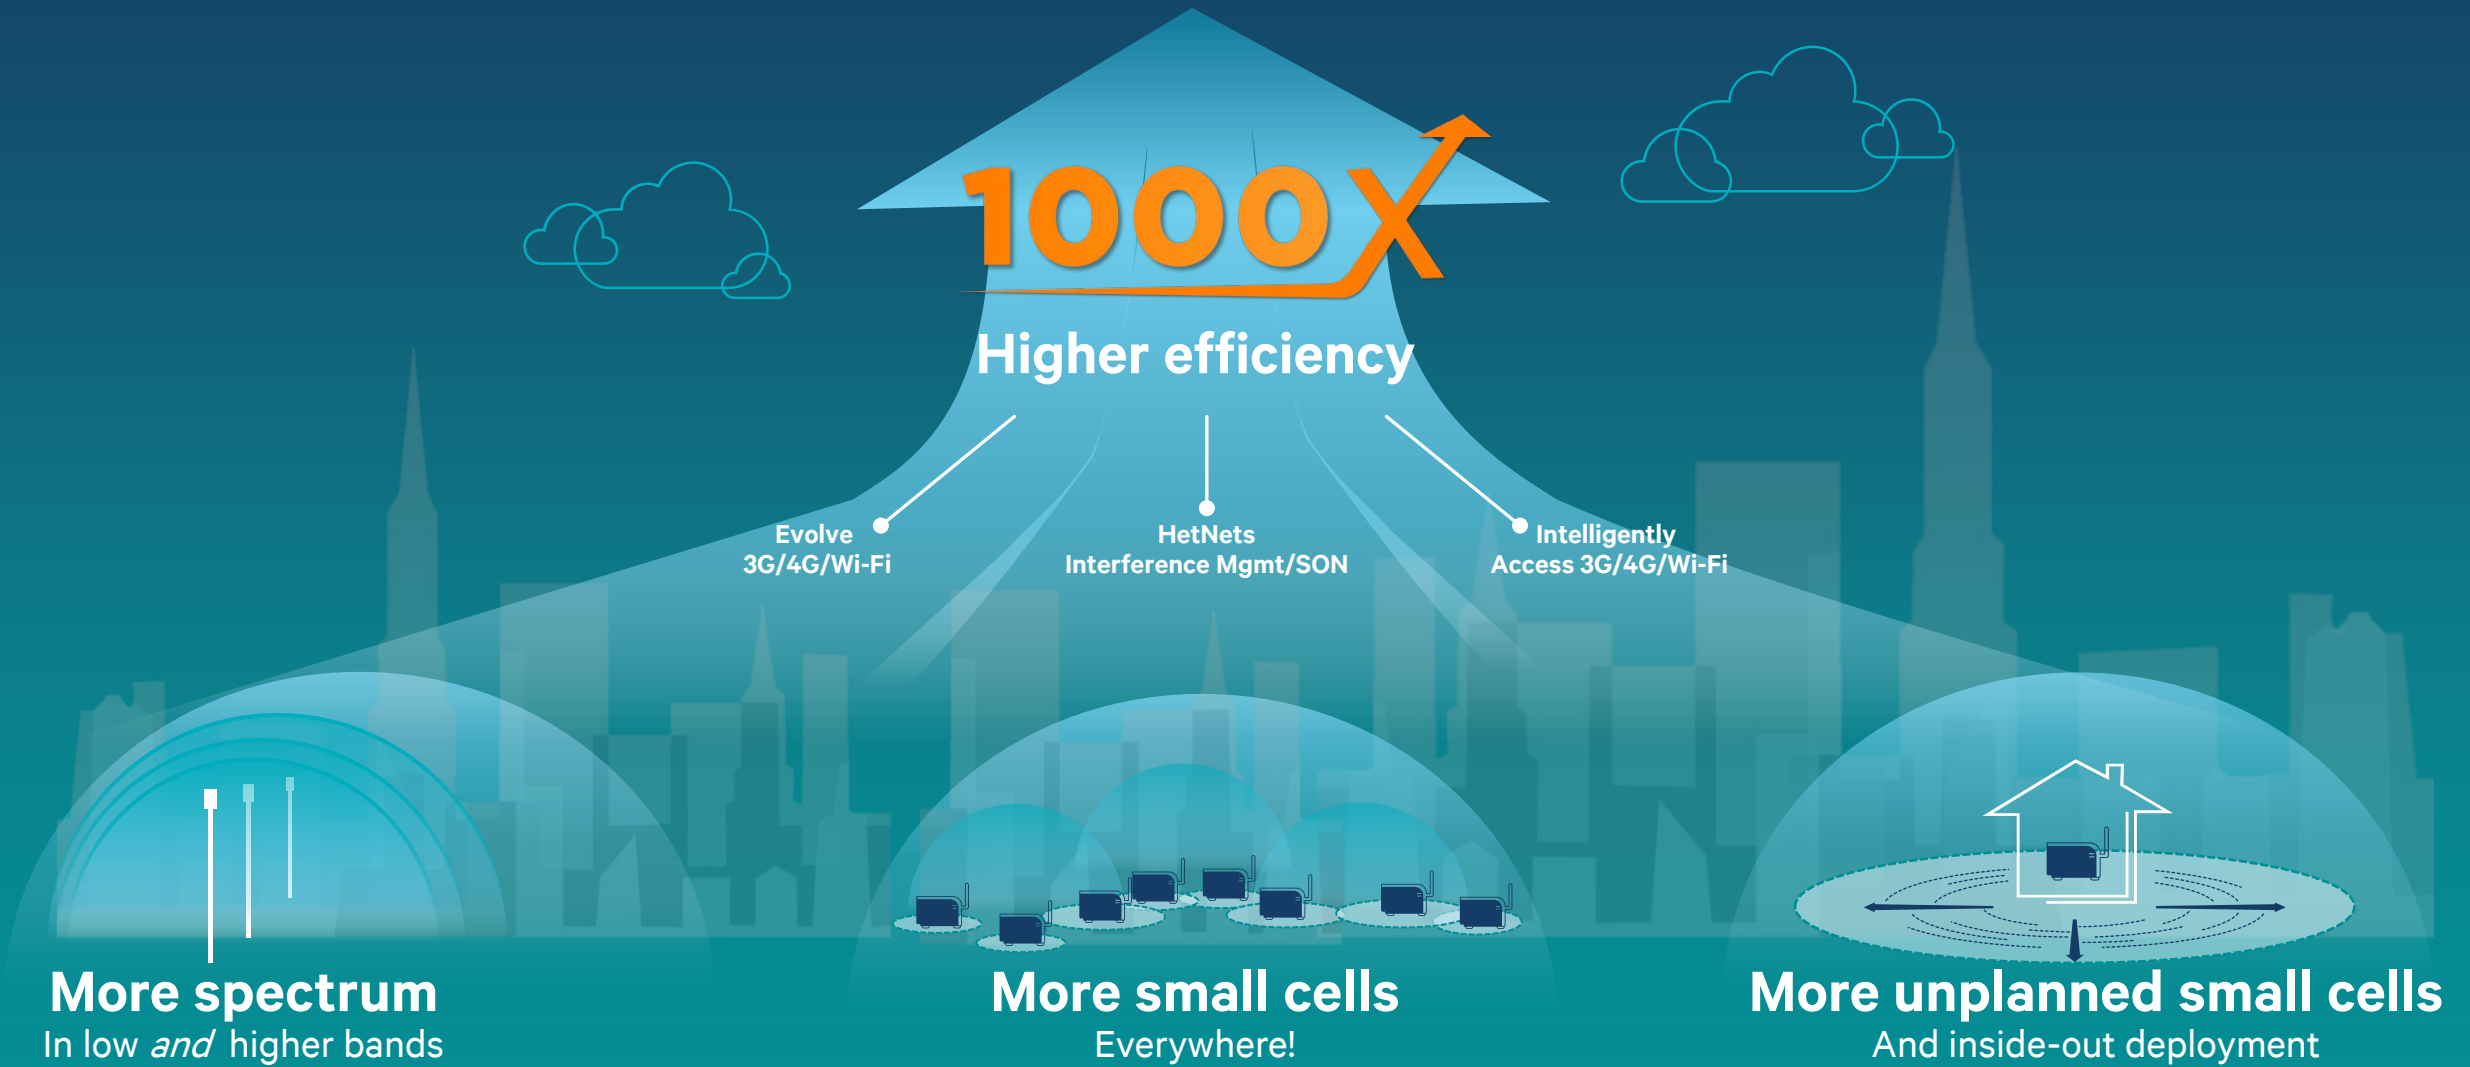 1000X
Higher efficiency
Evolve
3G/4G/Wi-Fi
HetNets
Interference Mgmt/SON
Intelligently
Access 3G/4G/Wi-Fi
More spectrum
In low and higher bands
More small cells
Everywhere!
More unplanned small cells
And inside-out deployment